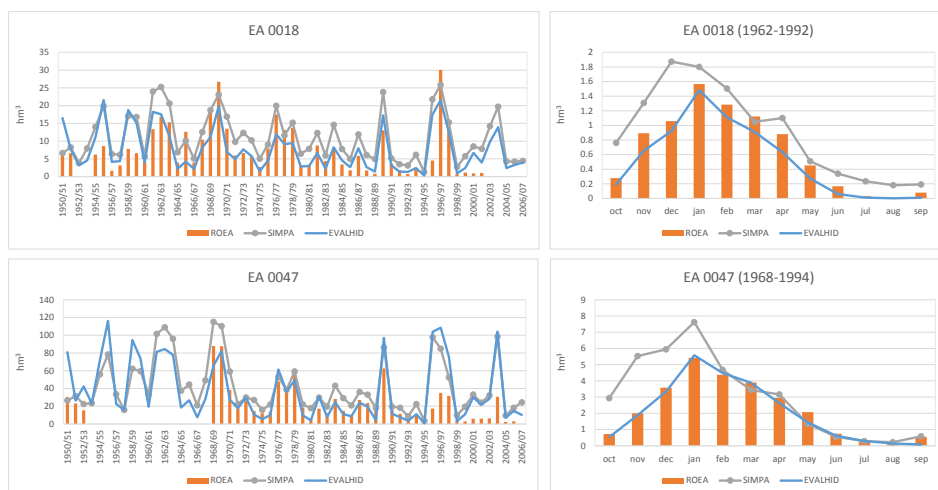 EA 0018
hm³
35
30
25
20
15
10
5
0
1950/51 1952/53 1954/55 1956/57 1958/59 1960/61 1962/63 1964/65 1966/67 1968/69 1970/71 1972/73 1974/75 1976/77 1978/79 1980/81 1982/83 1984/85 1986/87 1988/89 1990/91 1992/93 1994/95 1996/97 1998/99 2000/01 2002/03 2004/05 2006/07
ROEA SIMPA EVALHID
EA 0018 (1962-1992)
hm³
2
1.8
1.6
1.4
1.2
1
0.8
0.6
0.4
0.2
0
oct nov dec jan feb mar apr may jun jul aug sep
ROEA SIMPA EVALHID
EA 0047
hm³
140
120
100
80
60
40
20
0
1950/51 1952/53 1954/55 1956/57 1958/59 1960/61 1962/63 1964/65 1966/67 1968/69 1970/71 1972/73 1974/75 1976/77 1978/79 1980/81 1982/83 1984/85 1986/87 1988/89 1990/91 1992/93 1994/95 1996/97 1998/99 2000/01 2002/03 2004/05 2006/07
ROEA SIMPA EVALHID
EA 0047 (1968-1994)
hm³
9
8
7
6
5
4
3
2
1
0
oct nov dec jan feb mar apr may jun jul aug sep
ROEA SIMPA EVALHID